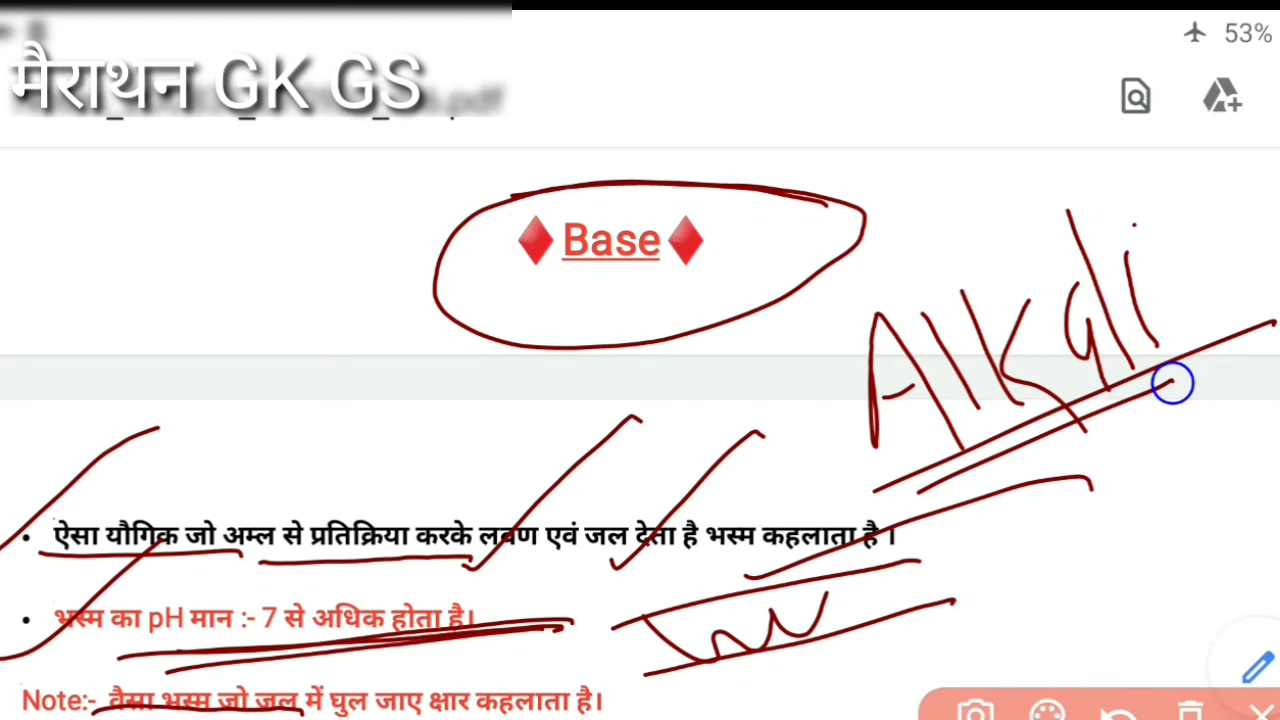 53%
मैराथन GK GS
.pdf
♦Base♦
Alkali
• ऐसा यौगिक जो अम्ल से प्रतिक्रिया करके लवण एवं जल देता है भस्म कहलाता है ।
• भस्म का pH मान :- 7 से अधिक होता है।
Note:- वैसा भस्म जो जल में घुल जाए क्षार कहलाता है।